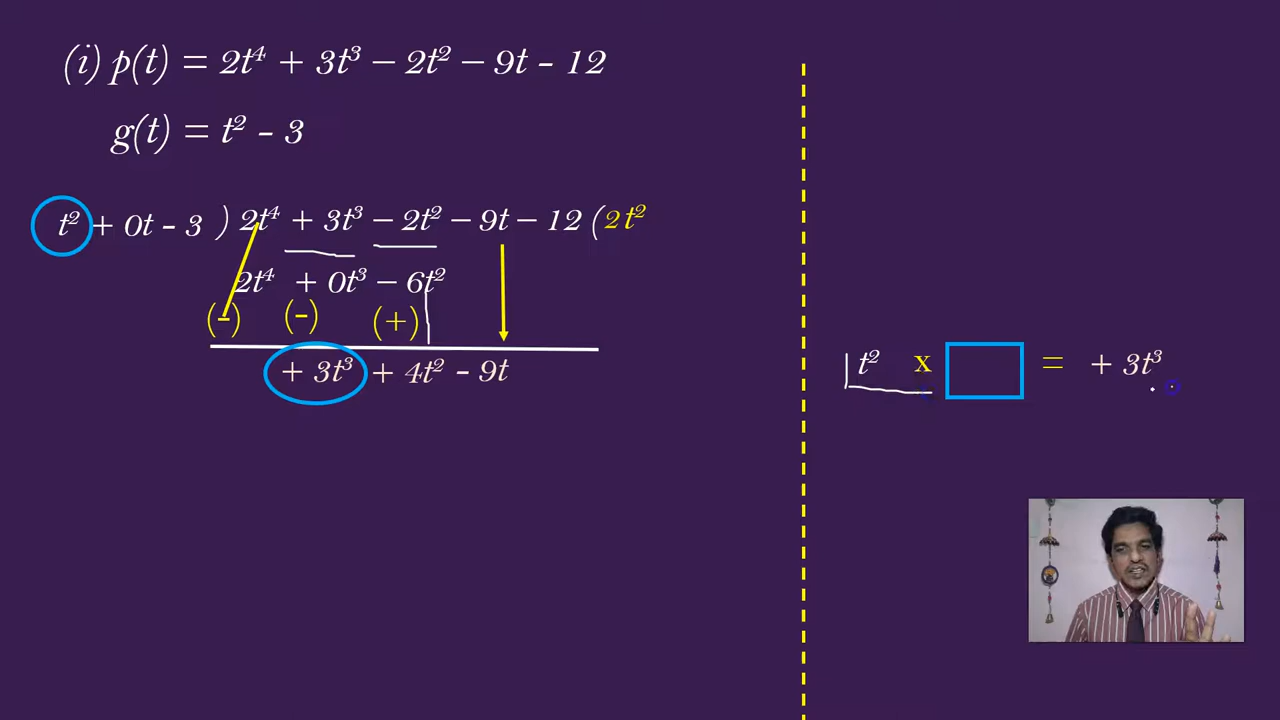 (i) p(t) = 2t⁴ + 3t³ – 2t² – 9t - 12
g(t) = t² - 3
t² + 0t - 3 ) 2t⁴ + 3t³ – 2t² – 9t – 12 ( 2t²
2t⁴ + 0t³ – 6t²
(-) (-) (+)
+ 3t³ + 4t² - 9t
t² x = + 3t³